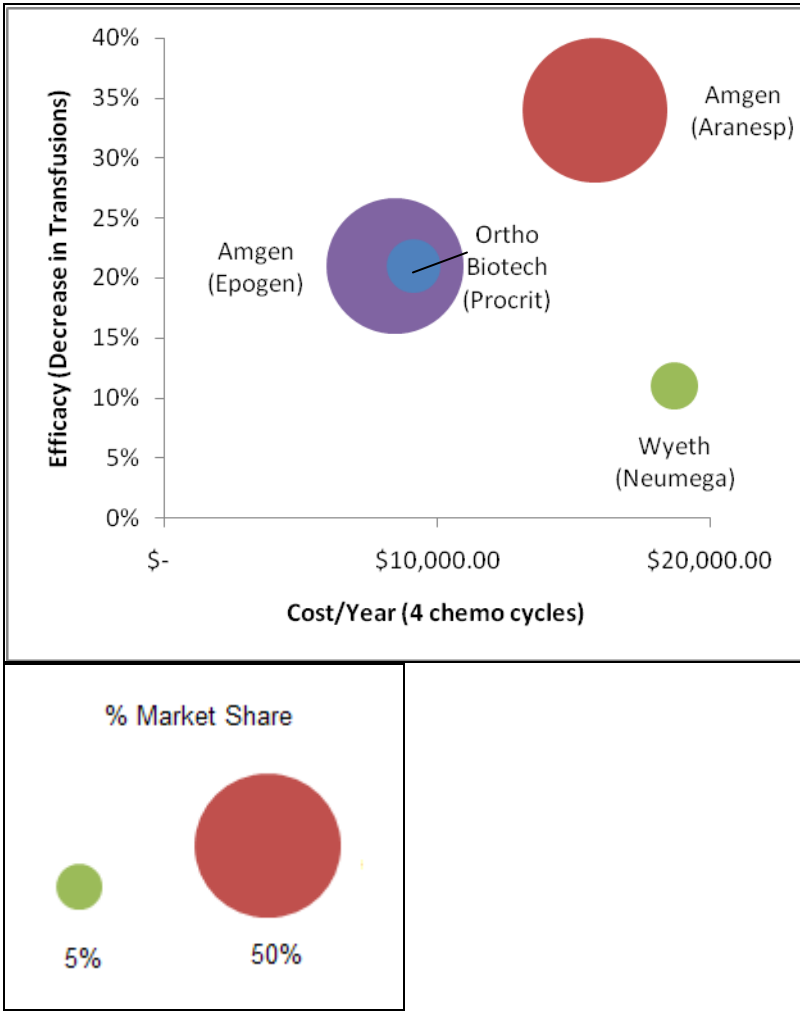 40%
35%
30%
25%
20%
15%
10%
5%
0%
Efficacy (Decrease in Transfusions)
Amgen
(Aranesp)
Amgen
(Epogen)
Ortho
Biotech
(Procrit)
Wyeth
(Neumega)
$- $10,000.00 $20,000.00
Cost/Year (4 chemo cycles)
% Market Share
5% 50%